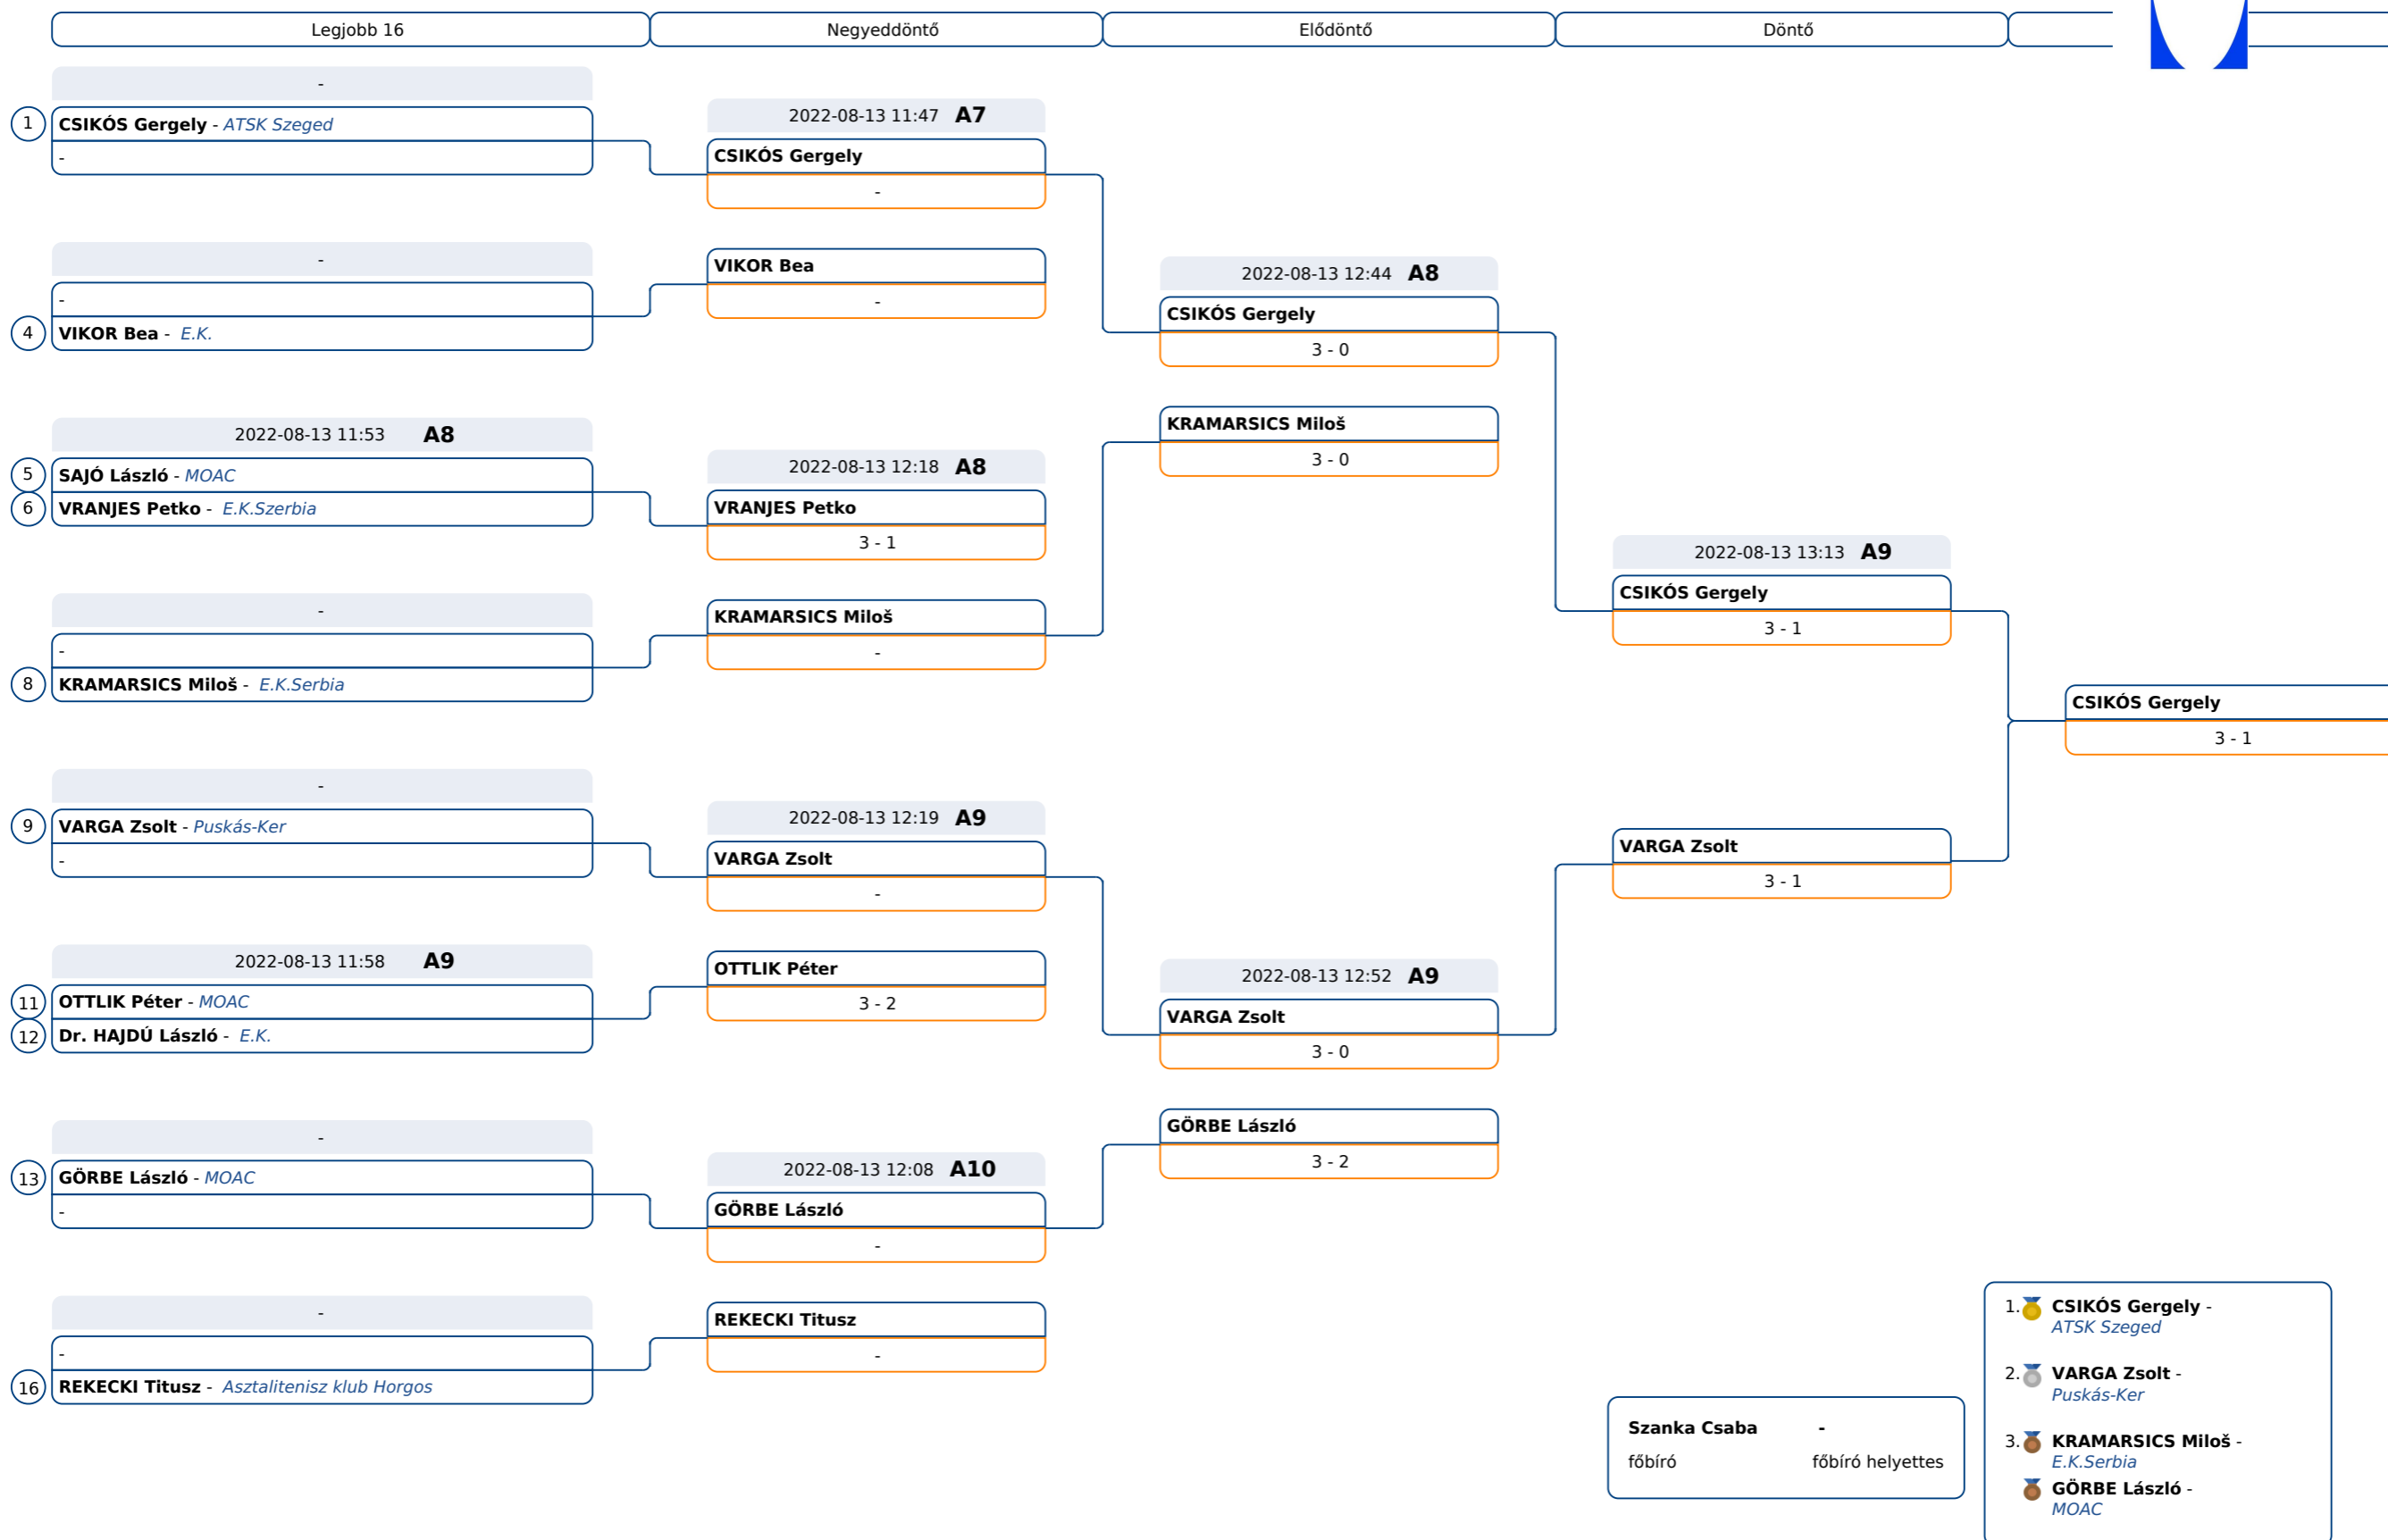 Legjobb 16
Negyeddöntő
Elődöntő
Döntő
-
1
CSIKÓS Gergely - ATSK Szeged
-
-
-
4
VIKOR Bea - E.K.
2022-08-13 11:53 A8
5
SAJÓ László - MOAC
6
VRANJES Petko - E.K.Szerbia
-
-
8
KRAMARSICS Miloš - E.K.Serbia
-
9
VARGA Zsolt - Puskás-Ker
-
2022-08-13 11:58 A9
11
OTTLIK Péter - MOAC
12
Dr. HAJDÚ László - E.K.
-
13
GÖRBE László - MOAC
-
-
-
16
REKECKI Titusz - Asztalitenisz klub Horgos
2022-08-13 11:47 A7
CSIKÓS Gergely
-
VIKOR Bea
-
2022-08-13 12:18 A8
VRANJES Petko
3 - 1
KRAMARSICS Miloš
-
2022-08-13 12:19 A9
VARGA Zsolt
-
OTTLIK Péter
3 - 2
2022-08-13 12:08 A10
GÖRBE László
-
REKECKI Titusz
-
2022-08-13 12:44 A8
CSIKÓS Gergely
3 - 0
KRAMARSICS Miloš
3 - 0
2022-08-13 12:52 A9
VARGA Zsolt
3 - 0
GÖRBE László
3 - 2
2022-08-13 13:13 A9
CSIKÓS Gergely
3 - 1
VARGA Zsolt
3 - 1
CSIKÓS Gergely
3 - 1
Szanka Csaba -
főbíró főbíró helyettes
1. CSIKÓS Gergely -
ATSK Szeged
2. VARGA Zsolt -
Puskás-Ker
3. KRAMARSICS Miloš -
E.K.Serbia
GÖRBE László -
MOAC